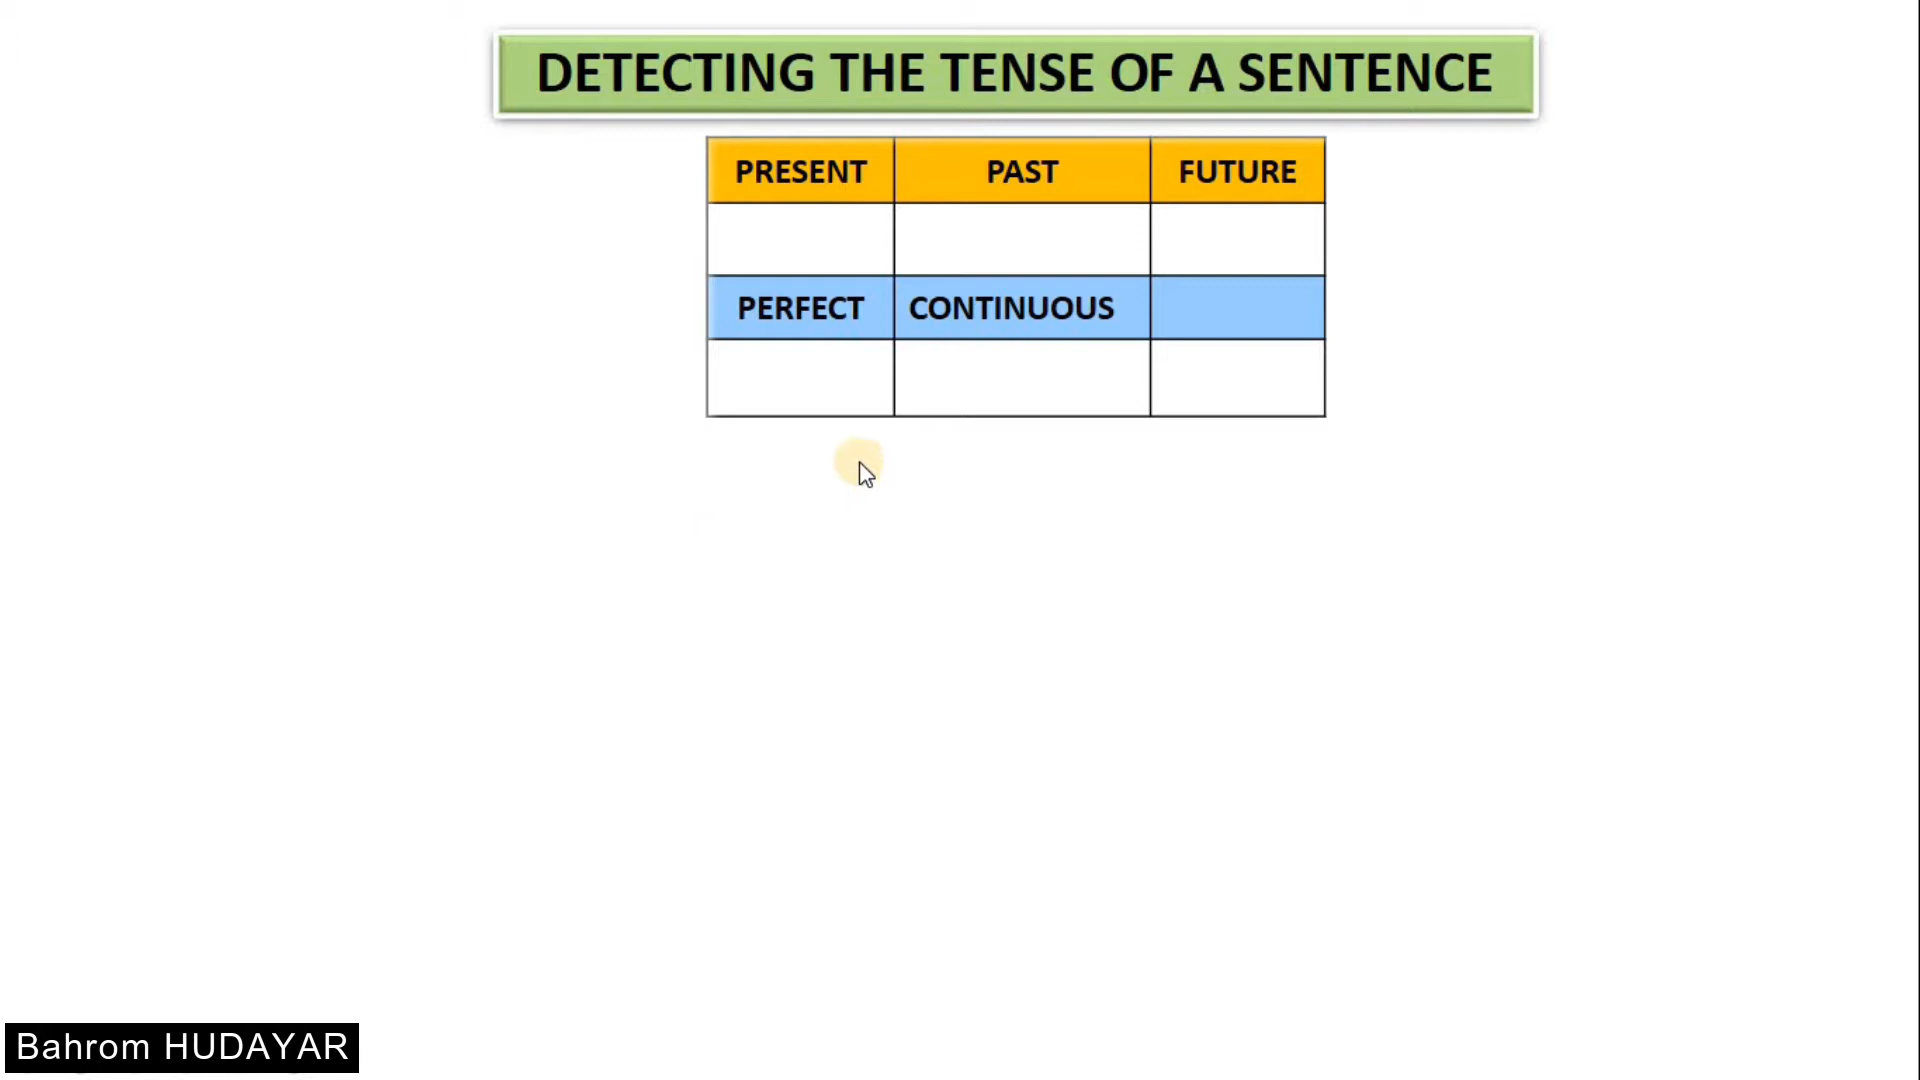 DETECTING THE TENSE OF A SENTENCE
PRESENT PAST FUTURE
PERFECT CONTINUOUS
Bahrom HUDAYAR